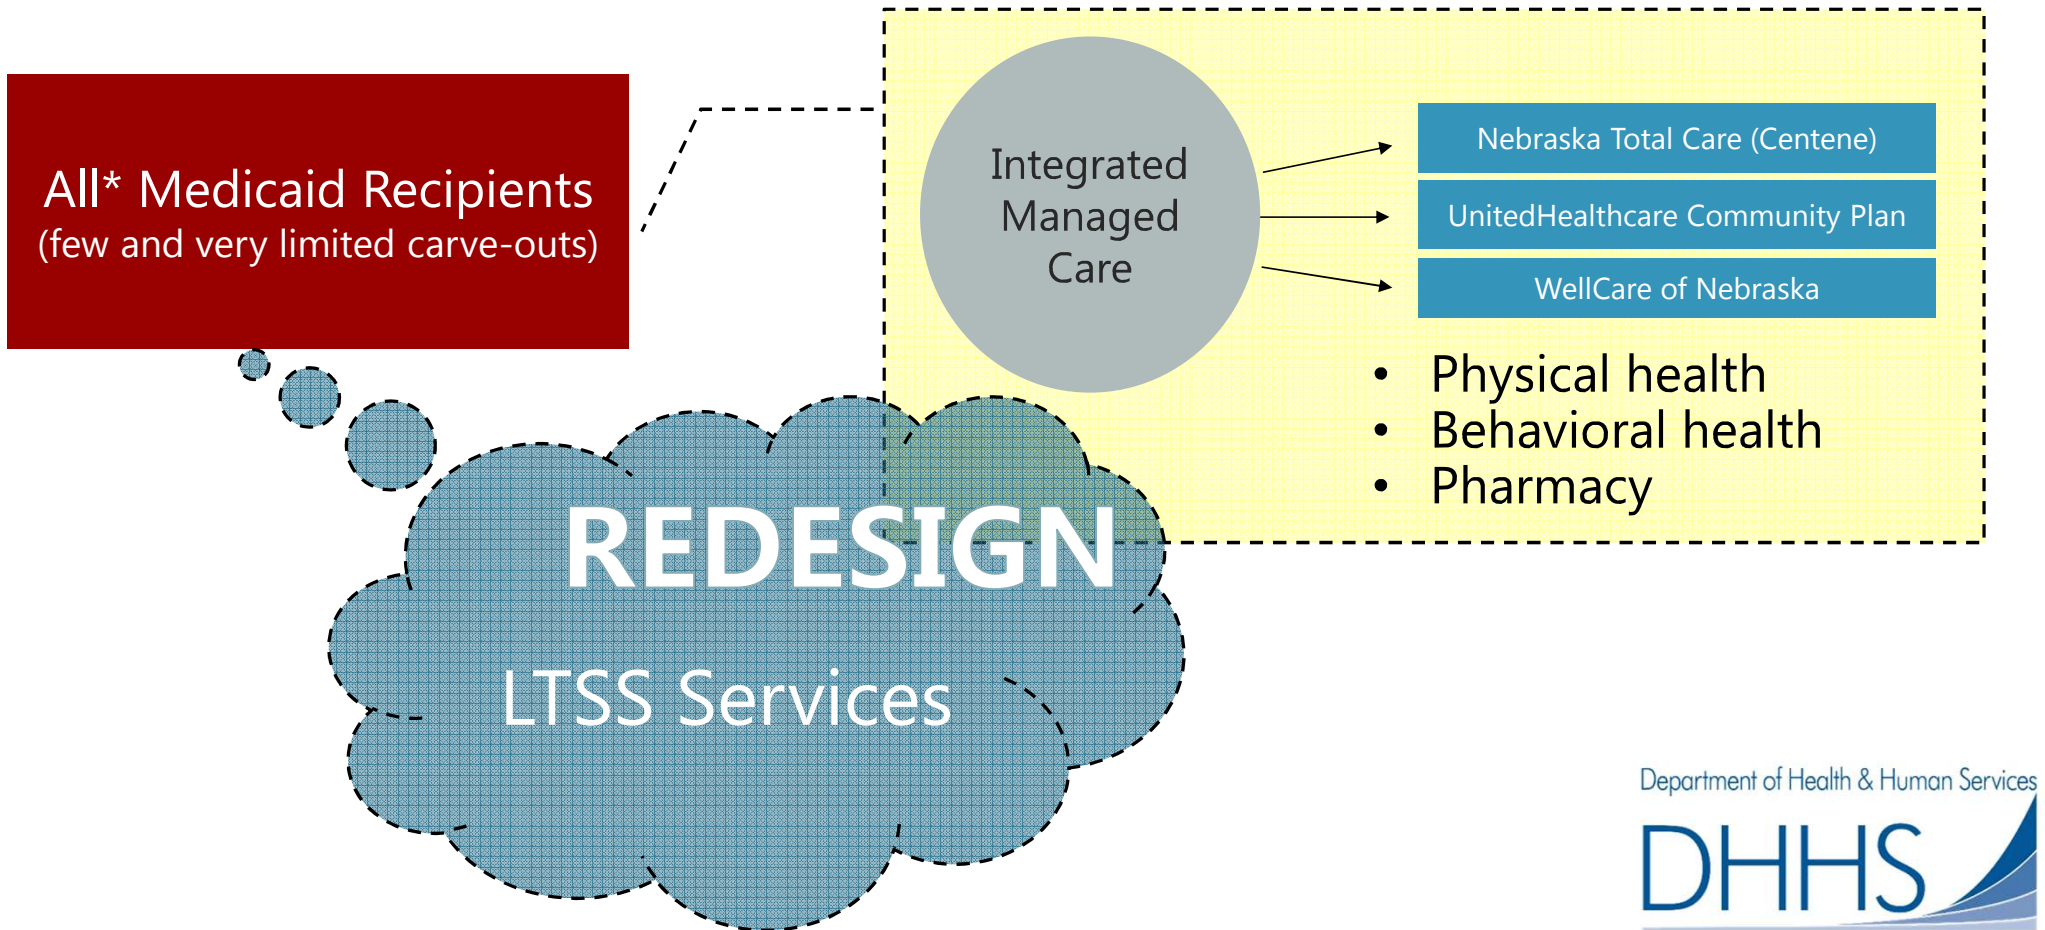 All* Medicaid Recipients
(few and very limited carve-outs)
Integrated
Managed
Care
Nebraska Total Care (Centene)
UnitedHealthcare Community Plan
WellCare of Nebraska
• Physical health
• Behavioral health
• Pharmacy
REDESIGN
LTSS Services
Department of Health & Human Services
DHHS